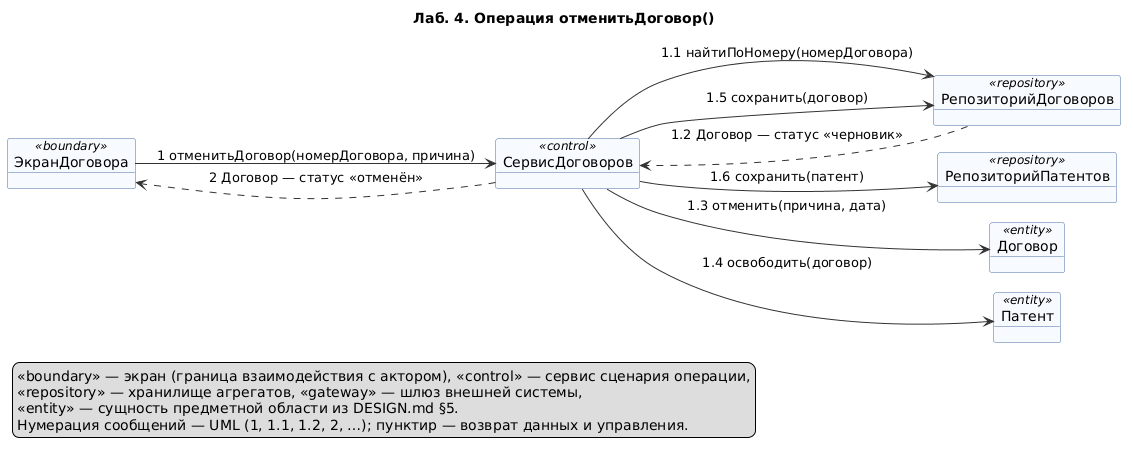 Лаб. 4. Операция отменитьДоговор()
1.1 найтиПоНомеру(номерДоговора)
«repository»
РепозиторийДоговоров
1.5 сохранить(договор)
1.2 Договор — статус «черновик»
«boundary»
ЭкранДоговора
1 отменитьДоговор(номерДоговора, причина)
2 Договор — статус «отменён»
«control»
СервисДоговоров
«repository»
РепозиторийПатентов
1.6 сохранить(патент)
1.3 отменить(причина, дата)
«entity»
Договор
1.4 освободить(договор)
«entity»
Патент
«boundary» — экран (граница взаимодействия с актором), «control» — сервис сценария операции,
«repository» — хранилище агрегатов, «gateway» — шлюз внешней системы,
«entity» — сущность предметной области из DESIGN.md §5.
Нумерация сообщений — UML (1, 1.1, 1.2, 2, ...); пунктир — возврат данных и управления.